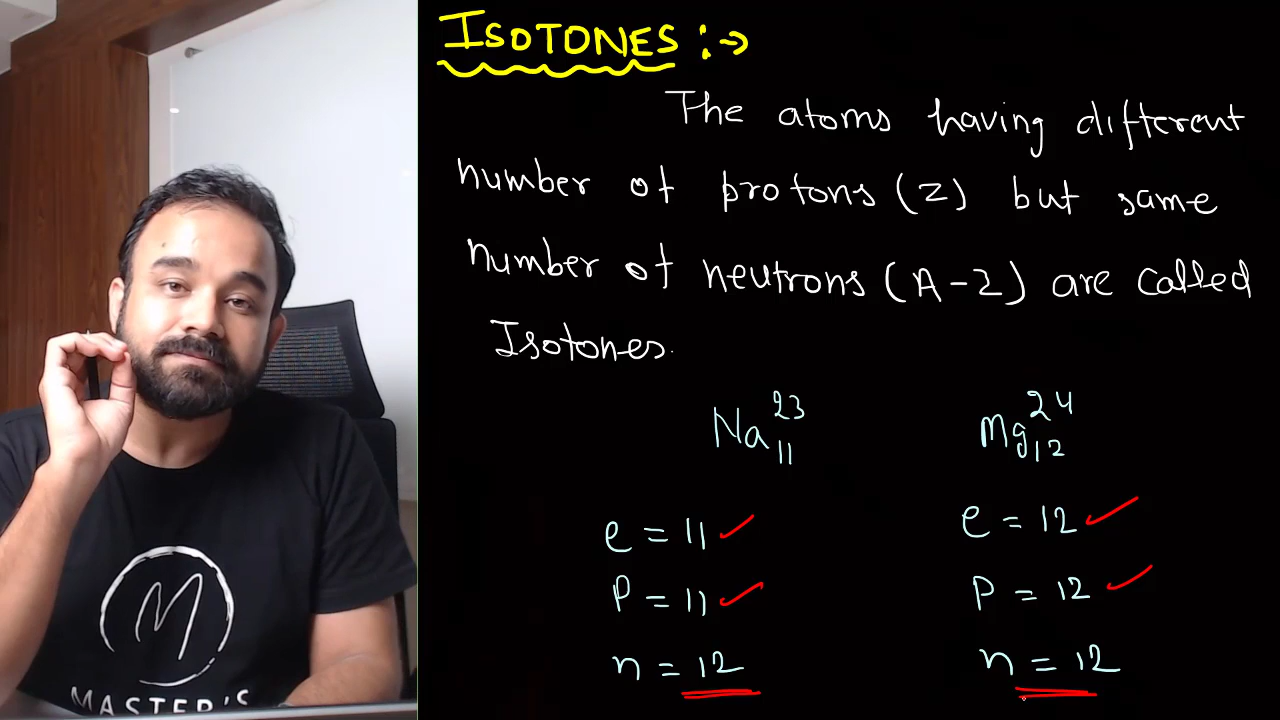 ISOTONES :→
The atoms having different
number of protons (Z) but same
number of neutrons (A-Z) are called
Isotones.
Na 23 11
Mg 24 12
e = 11 ✓
e = 12 ✓
P = 11 ✓
P = 12 ✓
n = 12
n = 12
M
MASTER'S